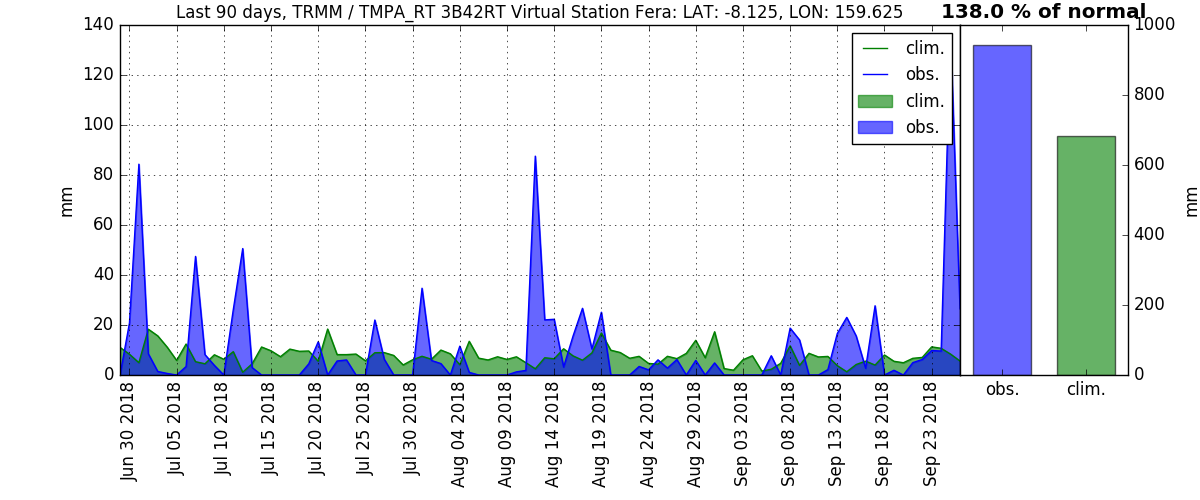 Last 90 days, TRMM / TMPA_RT 3B42RT Virtual Station Fera: LAT: -8.125, LON: 159.625
138.0 % of normal
140
120
100
80
60
40
20
0
mm
clim.
obs.
clim.
obs.
1000
800
600
400
200
0
mm
obs.
clim.
Jun 30 2018
Jul 05 2018
Jul 10 2018
Jul 15 2018
Jul 20 2018
Jul 25 2018
Jul 30 2018
Aug 04 2018
Aug 09 2018
Aug 14 2018
Aug 19 2018
Aug 24 2018
Aug 29 2018
Sep 03 2018
Sep 08 2018
Sep 13 2018
Sep 18 2018
Sep 23 2018